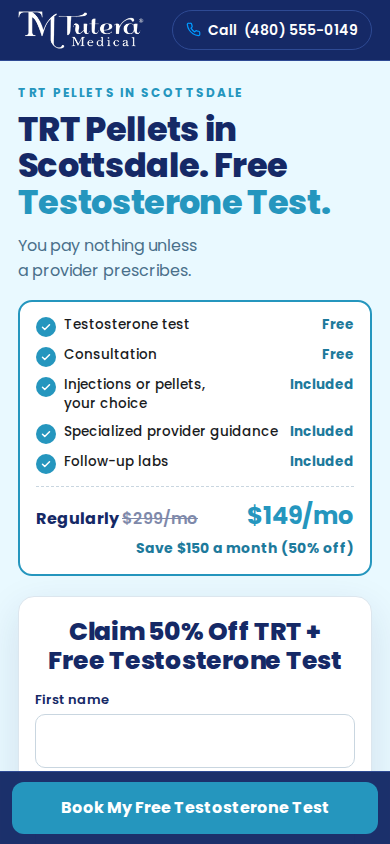 TM Tutera®
Medical
Call (480) 555-0149
TRT PELLETS IN SCOTTSDALE
TRT Pellets in
Scottsdale. Free
Testosterone Test.
You pay nothing unless
a provider prescribes.
Testosterone test Free
Consultation Free
Injections or pellets, Included
your choice
Specialized provider guidance Included
Follow-up labs Included
Regularly $299/mo $149/mo
Save $150 a month (50% off)
Claim 50% Off TRT +
Free Testosterone Test
First name
Book My Free Testosterone Test